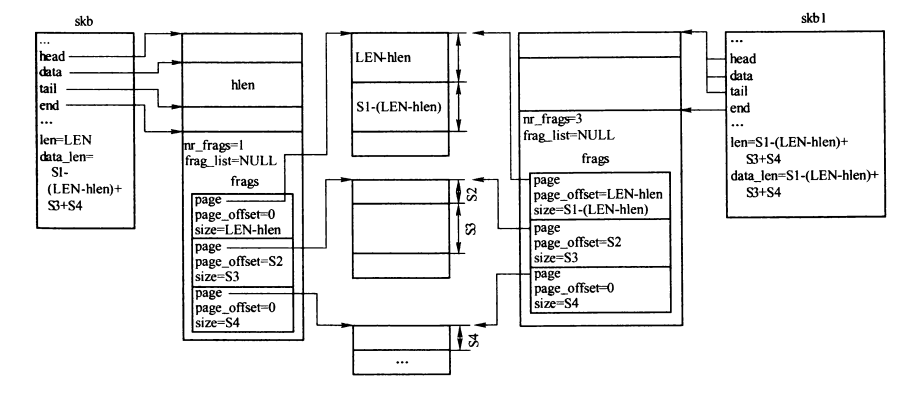 skb
...
head
data
tail
end
...
len=LEN
data_len=
S1-
(LEN-hlen)+
S3+S4
hlen
nr_frags=1
frag_list=NULL
frags
page
page_offset=0
size=LEN-hlen
page
page_offset=S2
size=S3
page
page_offset=0
size=S4
LEN-hlen
S1-(LEN-hlen)
S2
S3
S4
...
nr_frags=3
frag_list=NULL
frags
page
page_offset=LEN-hlen
size=S1-(LEN-hlen)
page
page_offset=S2
size=S3
page
page_offset=0
size=S4
skb1
...
head
data
tail
end
...
len=S1-(LEN-hlen)+
S3+S4
data_len=S1-(LEN-hlen)+
S3+S4